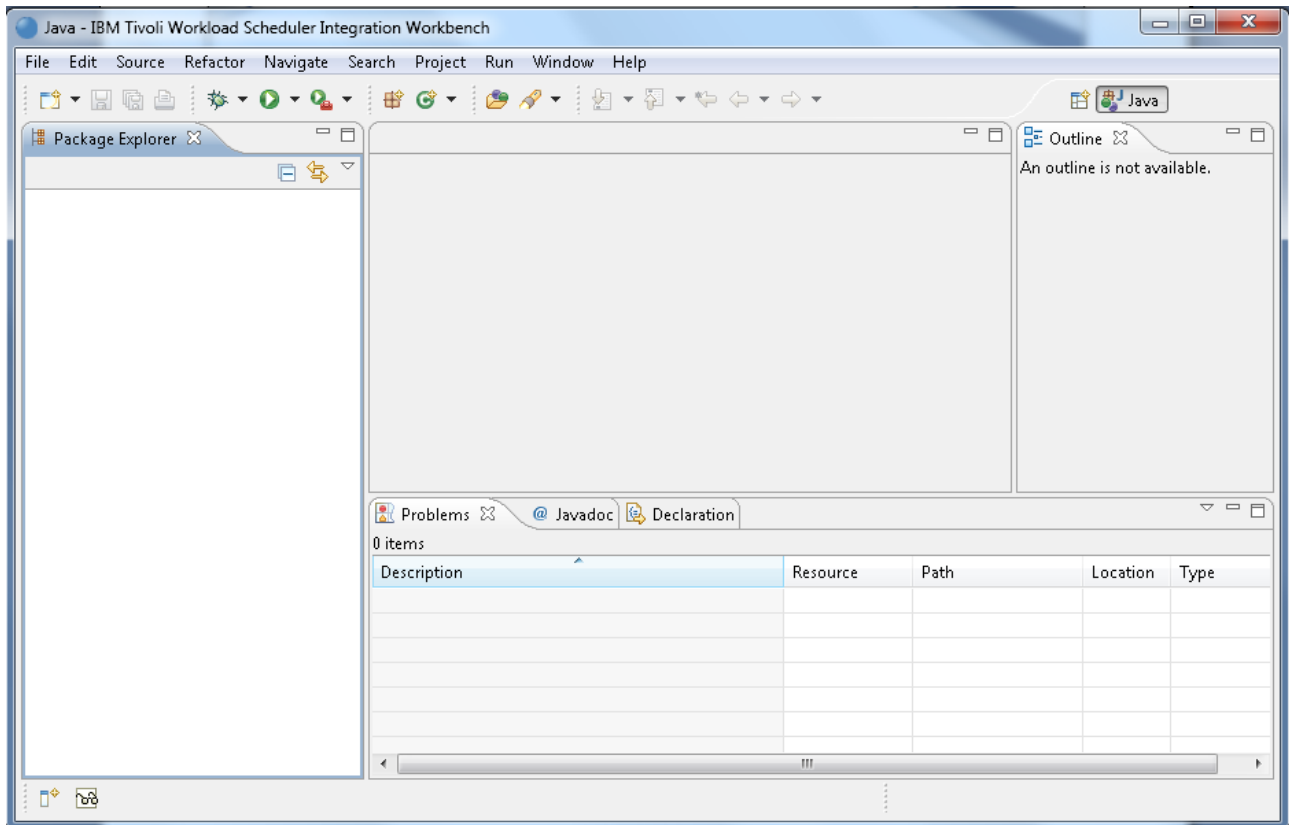 Java - IBM Tivoli Workload Scheduler Integration Workbench
File Edit Source Refactor Navigate Search Project Run Window Help
Java
Package Explorer
Outline
An outline is not available.
Problems @ Javadoc Declaration
0 items
Description Resource Path Location Type